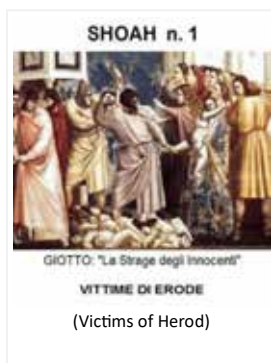 SHOAH n. 1
GIOTTO: "La Strage degli Innocenti"
VITTIME DI ERODE
(Victims of Herod)